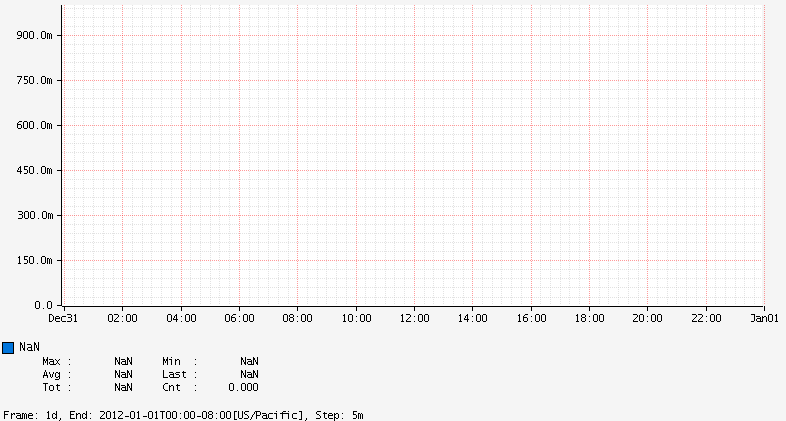 900.0m
750.0m
600.0m
450.0m
300.0m
150.0m
0.0
Dec31 02:00 04:00 06:00 08:00 10:00 12:00 14:00 16:00 18:00 20:00 22:00 Jan01
NaN
Max : NaN Min : NaN
Avg : NaN Last : NaN
Tot : NaN Cnt : 0.000
Frame: 1d, End: 2012-01-01T00:00-08:00[US/Pacific], Step: 5m